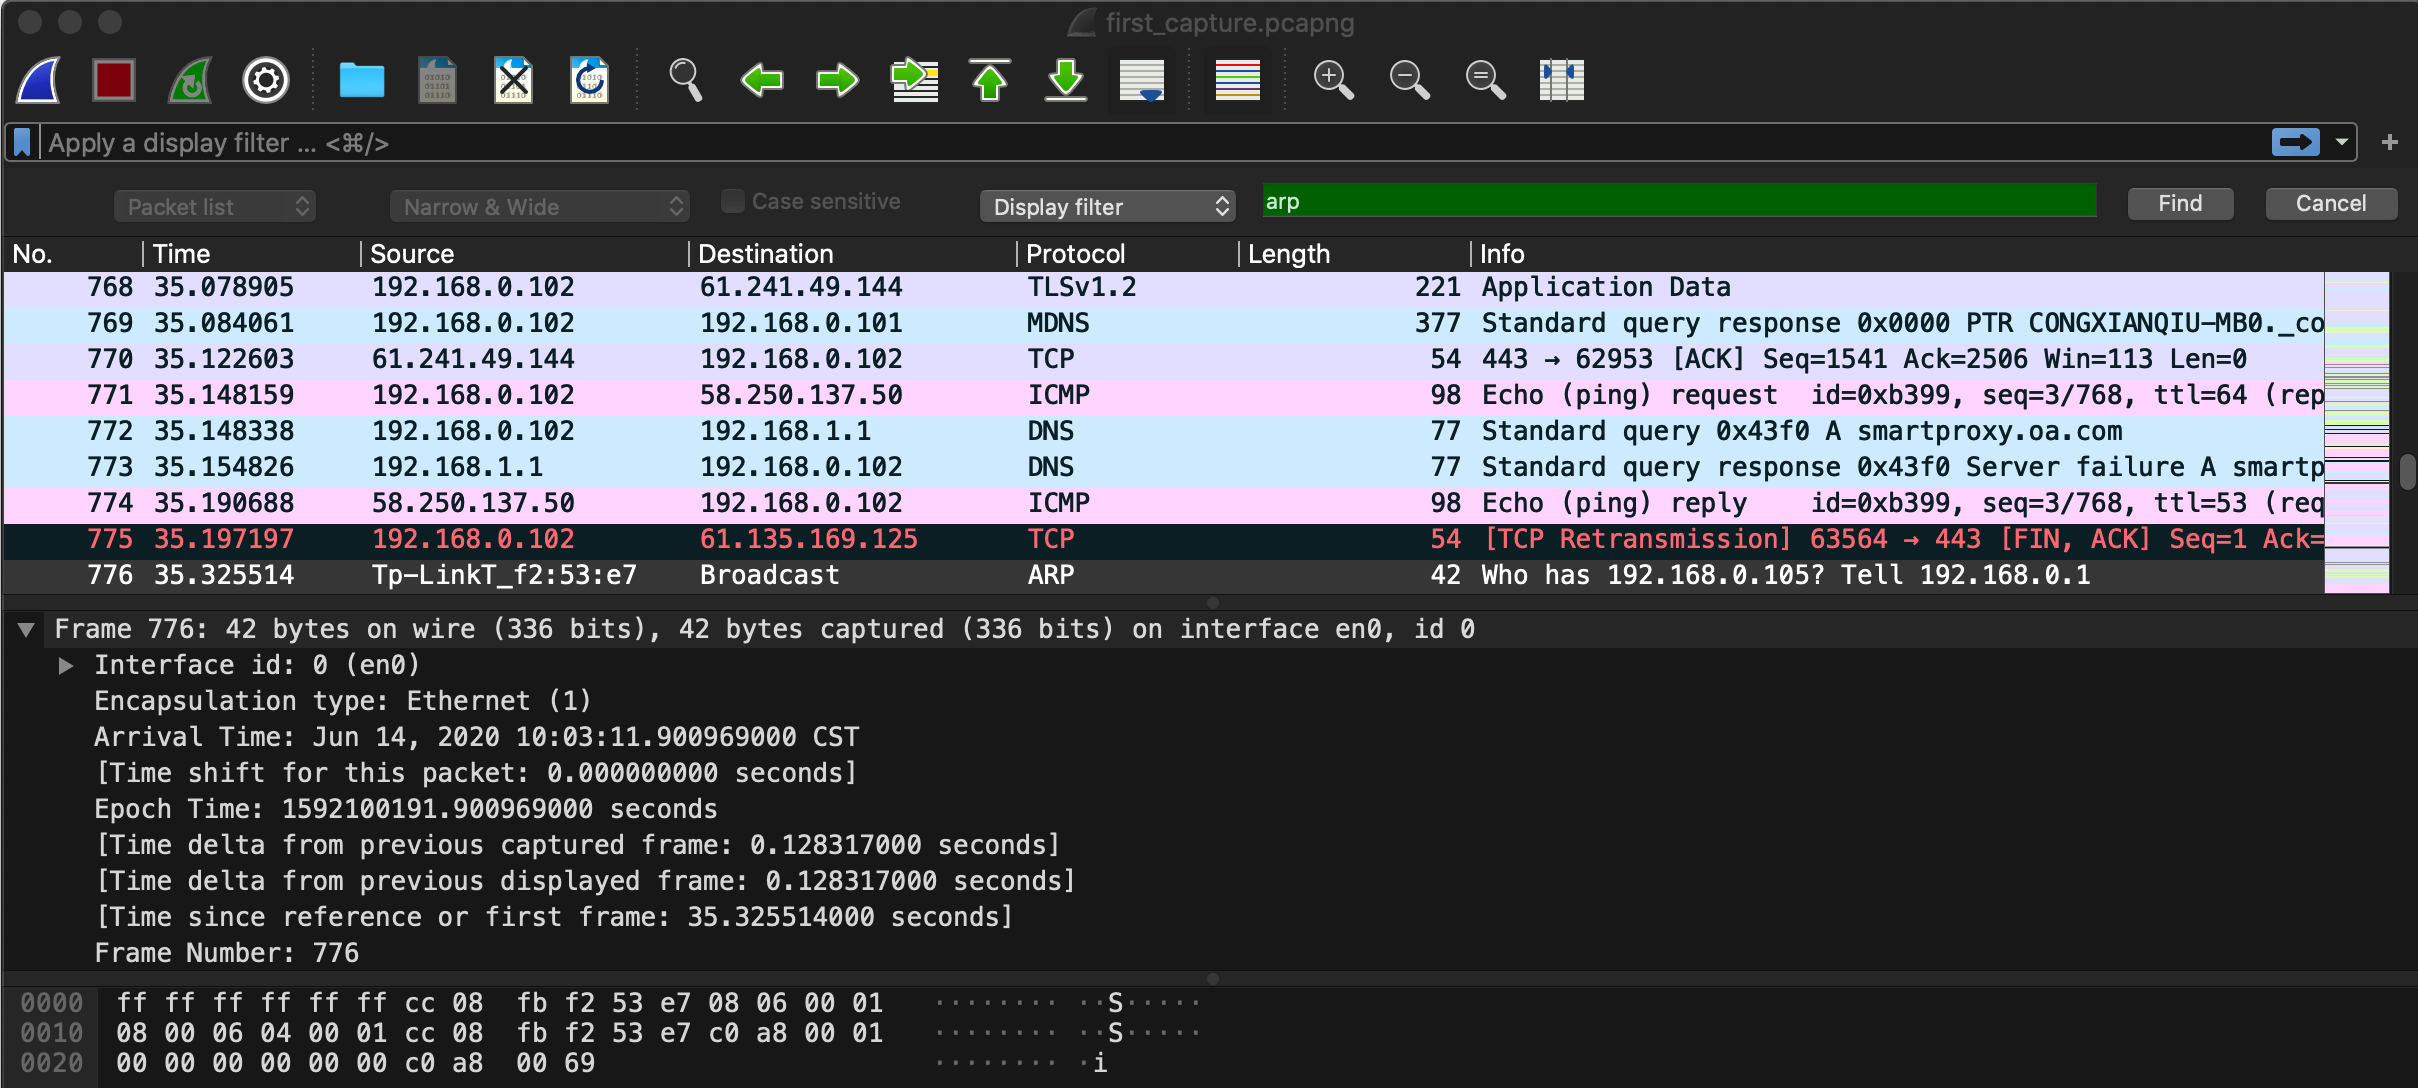 first_capture.pcapng
Apply a display filter ... <⌘/>
Packet list Narrow & Wide Case sensitive Display filter arp Find Cancel
No. Time Source Destination Protocol Length Info
768 35.078905 192.168.0.102 61.241.49.144 TLSv1.2 221 Application Data
769 35.084061 192.168.0.102 192.168.0.101 MDNS 377 Standard query response 0x0000 PTR CONGXIANQIU-MB0._co
770 35.122603 61.241.49.144 192.168.0.102 TCP 54 443 → 62953 [ACK] Seq=1541 Ack=2506 Win=113 Len=0
771 35.148159 192.168.0.102 58.250.137.50 ICMP 98 Echo (ping) request id=0xb399, seq=3/768, ttl=64 (rep
772 35.148338 192.168.0.102 192.168.1.1 DNS 77 Standard query 0x43f0 A smartproxy.oa.com
773 35.154826 192.168.1.1 192.168.0.102 DNS 77 Standard query response 0x43f0 Server failure A smartp
774 35.190688 58.250.137.50 192.168.0.102 ICMP 98 Echo (ping) reply id=0xb399, seq=3/768, ttl=53 (req
775 35.197197 192.168.0.102 61.135.169.125 TCP 54 [TCP Retransmission] 63564 → 443 [FIN, ACK] Seq=1 Ack=
776 35.325514 Tp-LinkT_f2:53:e7 Broadcast ARP 42 Who has 192.168.0.105? Tell 192.168.0.1
Frame 776: 42 bytes on wire (336 bits), 42 bytes captured (336 bits) on interface en0, id 0
Interface id: 0 (en0)
Encapsulation type: Ethernet (1)
Arrival Time: Jun 14, 2020 10:03:11.900969000 CST
[Time shift for this packet: 0.000000000 seconds]
Epoch Time: 1592100191.900969000 seconds
[Time delta from previous captured frame: 0.128317000 seconds]
[Time delta from previous displayed frame: 0.128317000 seconds]
[Time since reference or first frame: 35.325514000 seconds]
Frame Number: 776
0000 ff ff ff ff ff ff cc 08 fb f2 53 e7 08 06 00 01 ········ ··S·····
0010 08 00 06 04 00 01 cc 08 fb f2 53 e7 c0 a8 00 01 ········ ··S·····
0020 00 00 00 00 00 00 c0 a8 00 69 ········ ·i